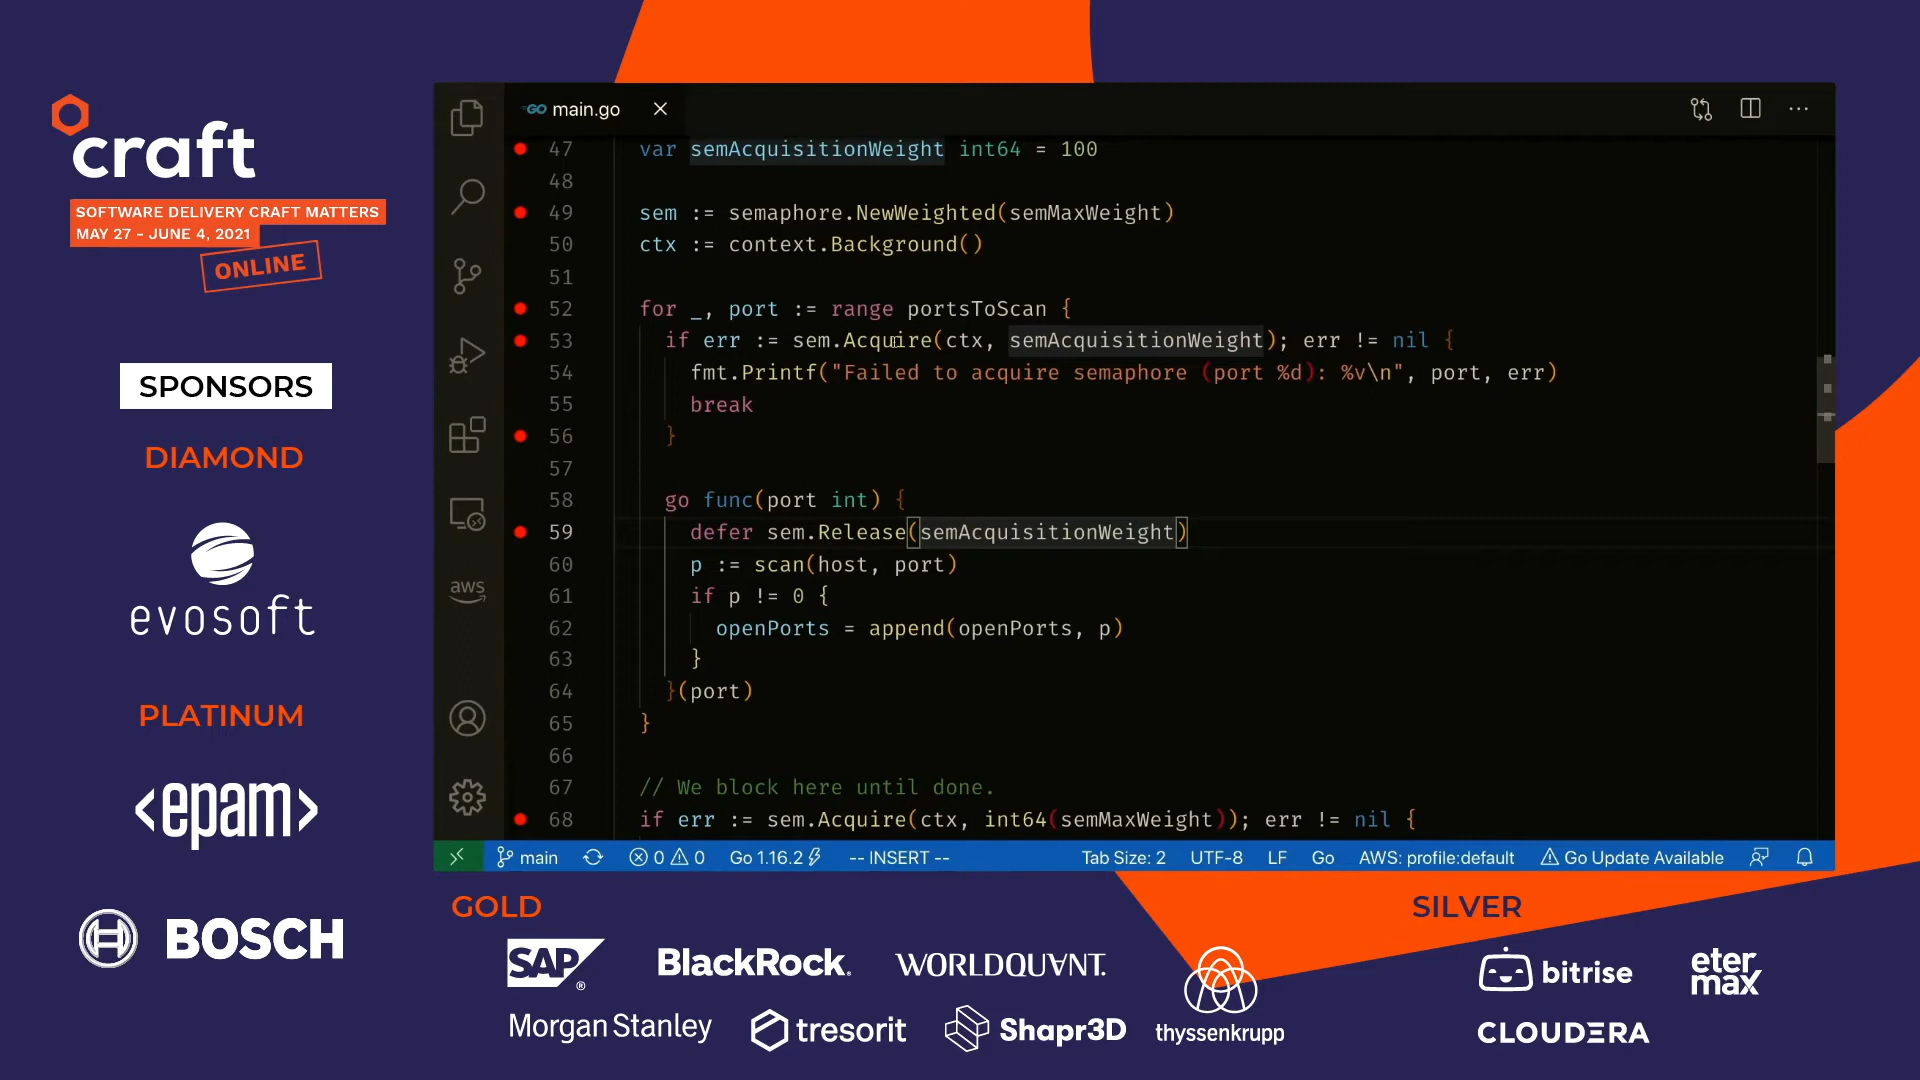 craft
SOFTWARE DELIVERY CRAFT MATTERS
MAY 27 - JUNE 4, 2021
ONLINE
SPONSORS
DIAMOND
evosoft
PLATINUM
<epam>
BOSCH
GO main.go
47 var semAcquisitionWeight int64 = 100
48
49 sem := semaphore.NewWeighted(semMaxWeight)
50 ctx := context.Background()
51
52 for _, port := range portsToScan {
53 if err := sem.Acquire(ctx, semAcquisitionWeight); err != nil {
54 fmt.Printf("Failed to acquire semaphore (port %d): %v\n", port, err)
55 break
56 }
57
58 go func(port int) {
59 defer sem.Release(semAcquisitionWeight)
60 p := scan(host, port)
61 if p != 0 {
62 openPorts = append(openPorts, p)
63 }
64 }(port)
65 }
66
67 // We block here until done.
68 if err := sem.Acquire(ctx, int64(semMaxWeight)); err != nil {
aws
main 0 0 Go 1.16.2 -- INSERT -- Tab Size: 2 UTF-8 LF Go AWS: profile:default Go Update Available
GOLD
SAP®
BlackRock.
WORLDQUANT.
Morgan Stanley
tresorit
Shapr3D
thyssenkrupp
SILVER
bitrise
eter
max
CLOUDERA